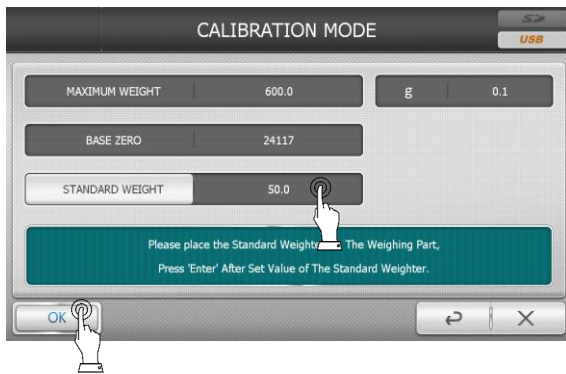 CALIBRATION MODE
SD
USB
MAXIMUM WEIGHT 600.0 g 0.1
BASE ZERO 24117
STANDARD WEIGHT 50.0
Please place the Standard Weighter The Weighing Part,
Press 'Enter' After Set Value of The Standard Weighter.
OK